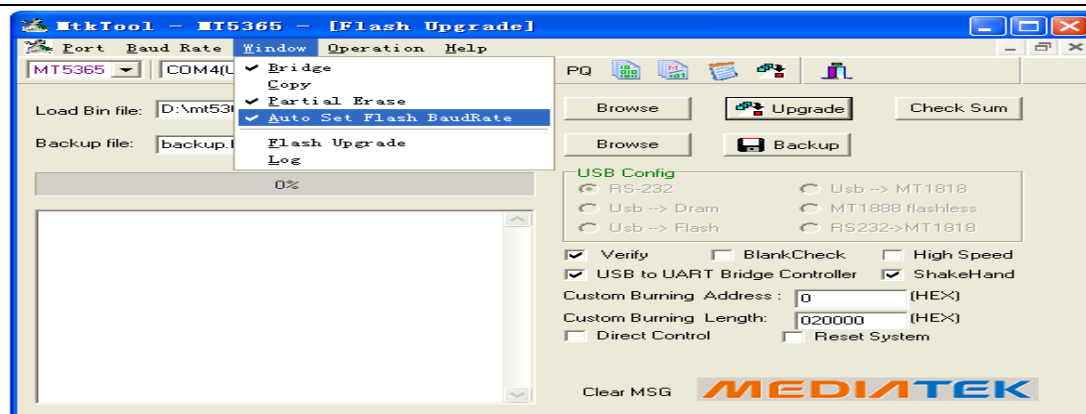 MtkTool - MT5365 - [Flash Upgrade]
Port Baud Rate Window Operation Help
MT5365 COM4(U PQ
Bridge
Copy
Partial Erase
Auto Set Flash BaudRate
Flash Upgrade
Log
Load Bin file: D:\mt53 Browse Upgrade Check Sum
Backup file: backup. Browse Backup
0%
USB Config
RS-232 Usb --> MT1818
Usb --> Dram MT1888 flashless
Usb --> Flash RS232->MT1818
Verify BlankCheck High Speed
USB to UART Bridge Controller ShakeHand
Custom Burning Address : 0 (HEX)
Custom Burning Length: 020000 (HEX)
Direct Control Reset System
Clear MSG MEDIATEK